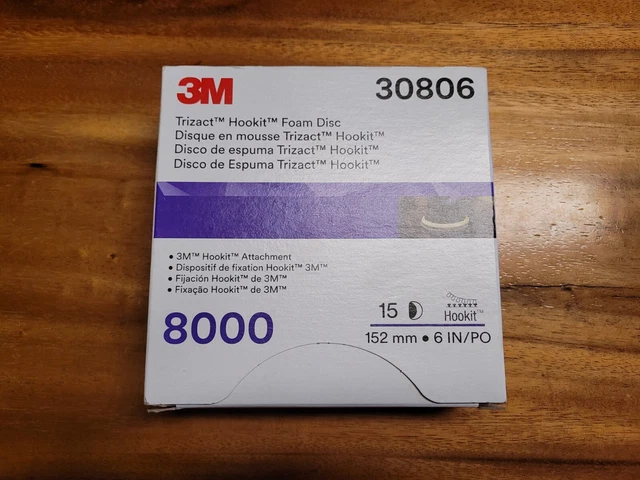 3M
30806
Trizact™ Hookit™ Foam Disc
Disque en mousse Trizact™ Hookit™
Disco de espuma Trizact™ Hookit™
Disco de Espuma Trizact™ Hookit™
• 3M™ Hookit™ Attachment
• Dispositif de fixation Hookit™ 3M™
• Fijación Hookit™ de 3M™
• Fixação Hookit™ de 3M™
8000
15
Hookit™
152 mm • 6 IN/PO